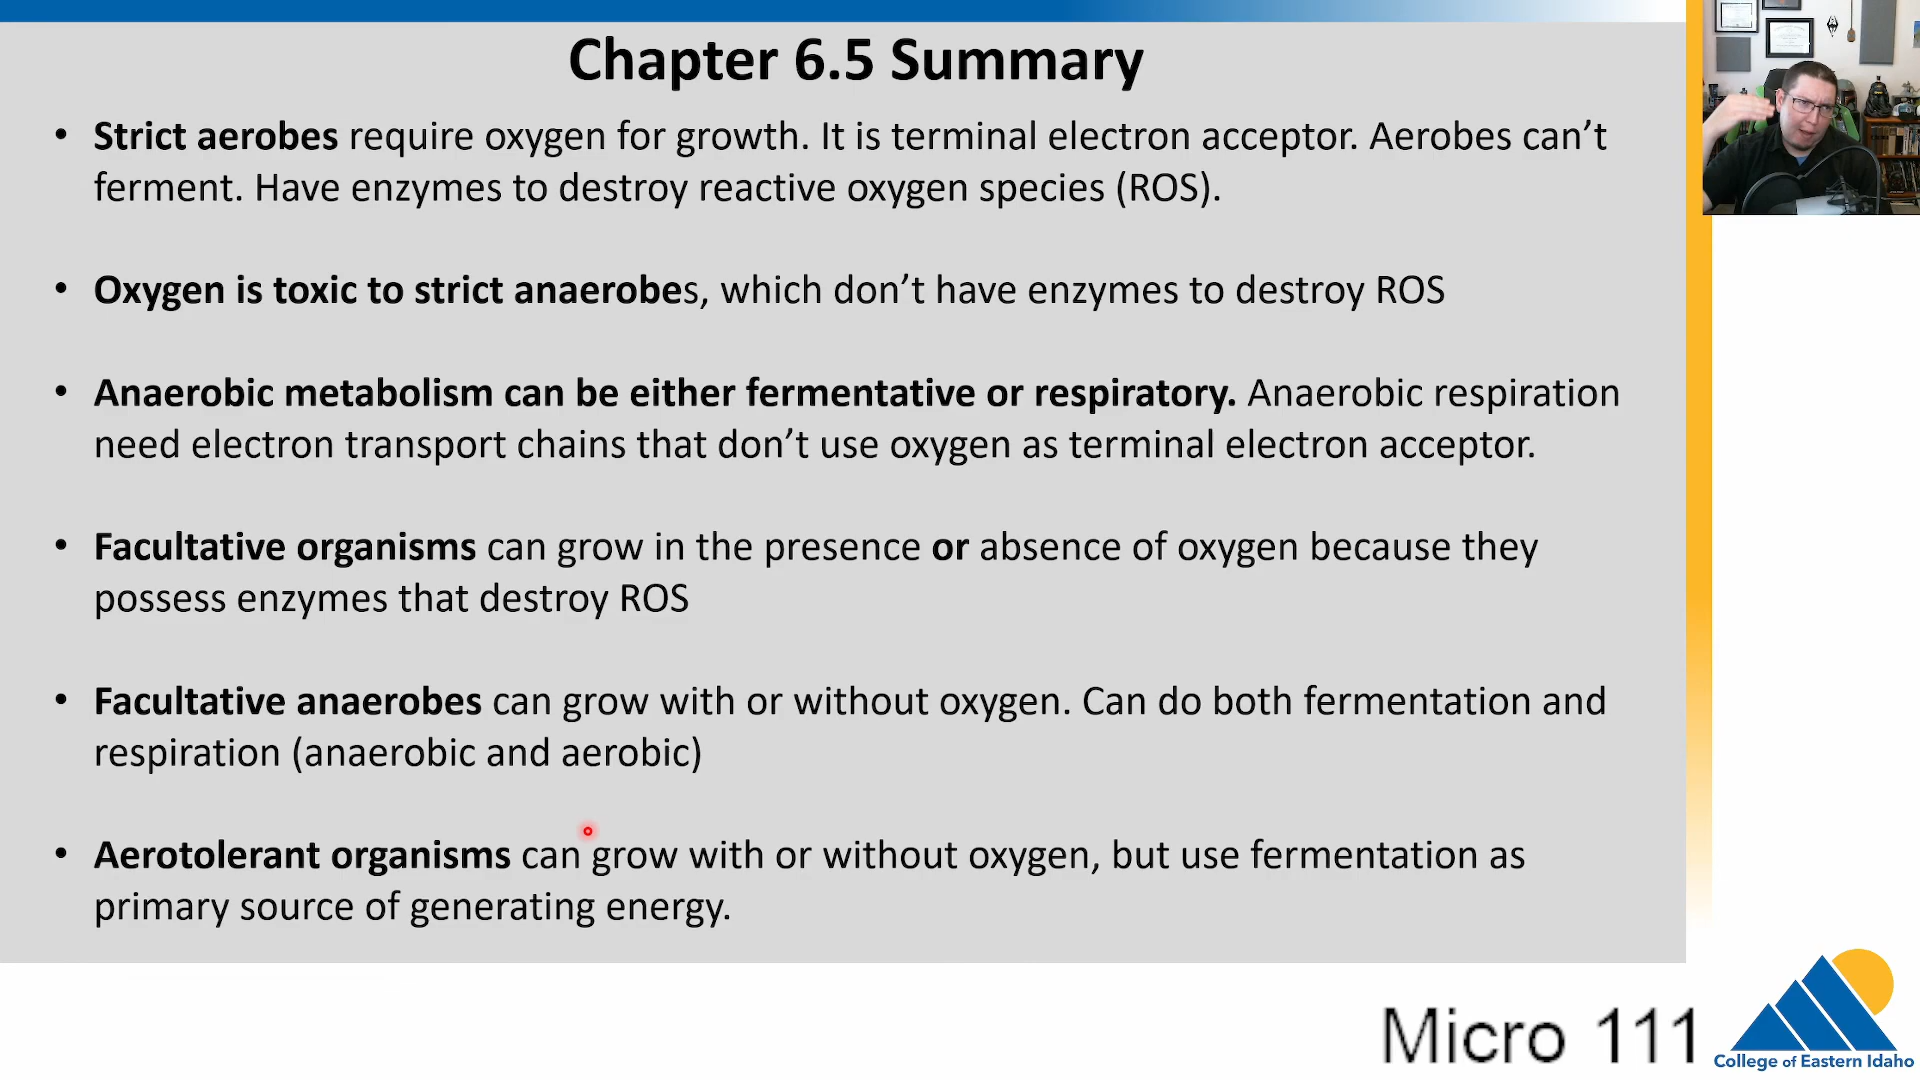 Chapter 6.5 Summary
• Strict aerobes require oxygen for growth. It is terminal electron acceptor. Aerobes can’t
ferment. Have enzymes to destroy reactive oxygen species (ROS).
• Oxygen is toxic to strict anaerobes, which don’t have enzymes to destroy ROS
• Anaerobic metabolism can be either fermentative or respiratory. Anaerobic respiration
need electron transport chains that don’t use oxygen as terminal electron acceptor.
• Facultative organisms can grow in the presence or absence of oxygen because they
possess enzymes that destroy ROS
• Facultative anaerobes can grow with or without oxygen. Can do both fermentation and
respiration (anaerobic and aerobic)
• Aerotolerant organisms can grow with or without oxygen, but use fermentation as
primary source of generating energy.
Micro 111
College of Eastern Idaho